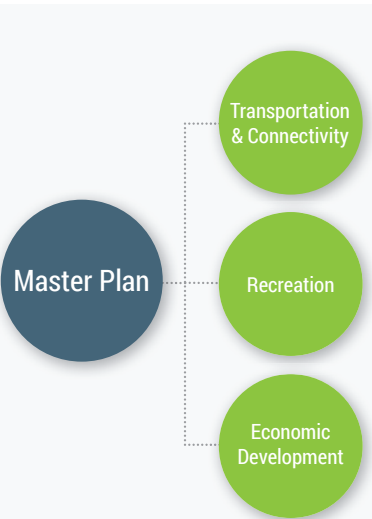 Transportation
& Connectivity
Master Plan
Recreation
Economic
Development